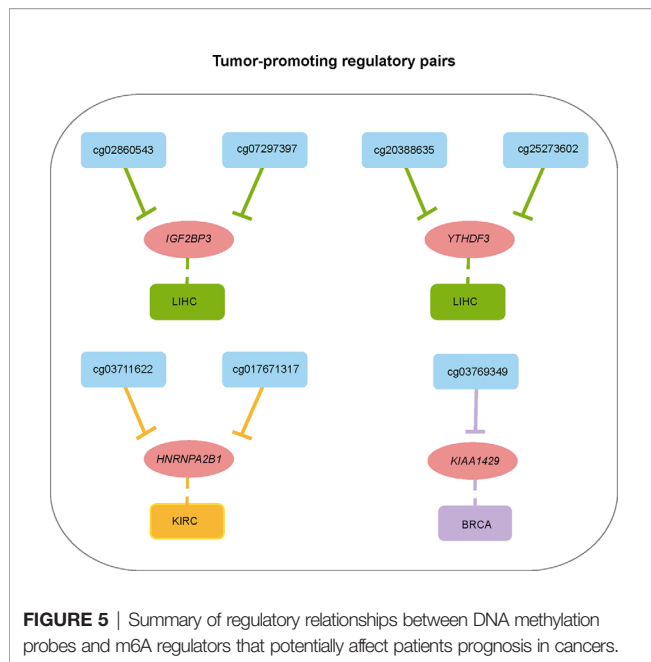 Tumor-promoting regulatory pairs
cg02860543
cg07297397
cg20388635
cg25273602
IGF2BP3
YTHDF3
LIHC
LIHC
cg03711622
cg017671317
cg03769349
HNRNPA2B1
KIAA1429
KIRC
BRCA
FIGURE 5 | Summary of regulatory relationships between DNA methylation
probes and m6A regulators that potentially affect patients prognosis in cancers.